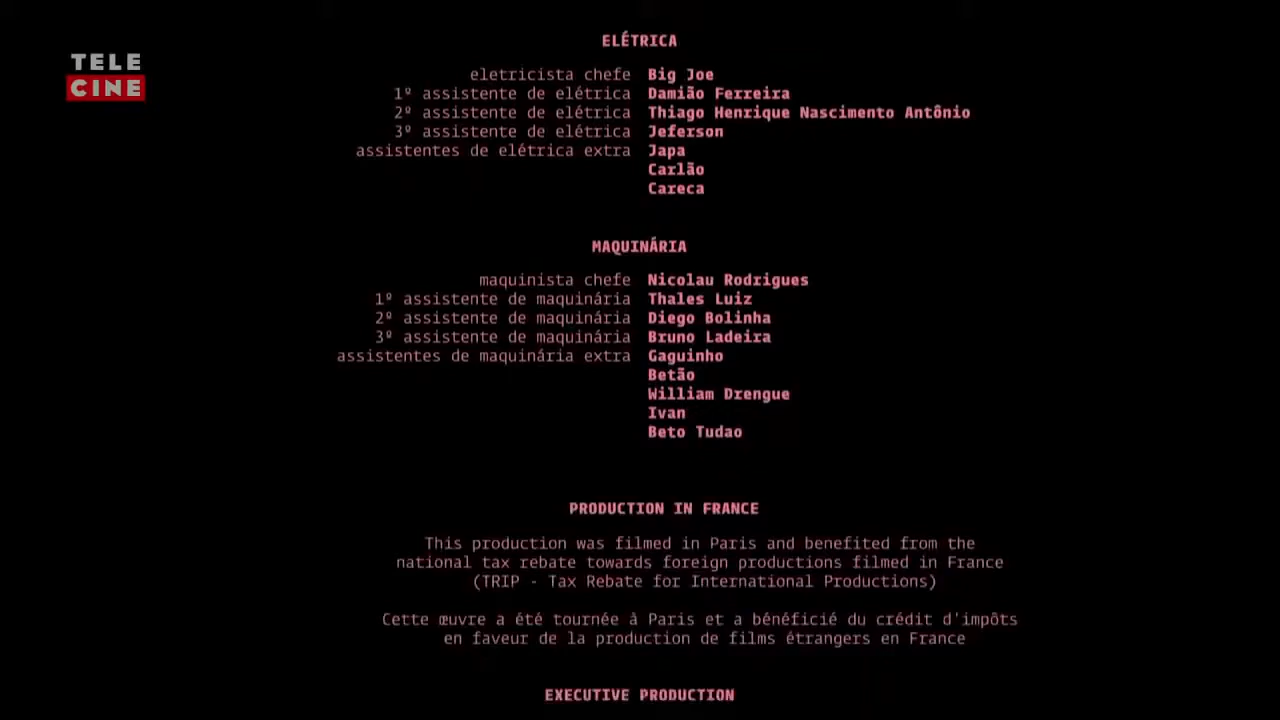 TELE
CINE
ELÉTRICA
eletricista chefe Big Joe
1º assistente de elétrica Damião Ferreira
2º assistente de elétrica Thiago Henrique Nascimento Antônio
3º assistente de elétrica Jeferson
assistentes de elétrica extra Japa
Carlão
Careca
MAQUINÁRIA
maquinista chefe Nicolau Rodrigues
1º assistente de maquinária Thales Luiz
2º assistente de maquinária Diego Bolinha
3º assistente de maquinária Bruno Ladeira
assistentes de maquinária extra Gaguinho
Betão
William Drengue
Ivan
Beto Tudao
PRODUCTION IN FRANCE
This production was filmed in Paris and benefited from the
national tax rebate towards foreign productions filmed in France
(TRIP - Tax Rebate for International Productions)
Cette œuvre a été tournée à Paris et a bénéficié du crédit d'impôts
en faveur de la production de films étrangers en France
EXECUTIVE PRODUCTION